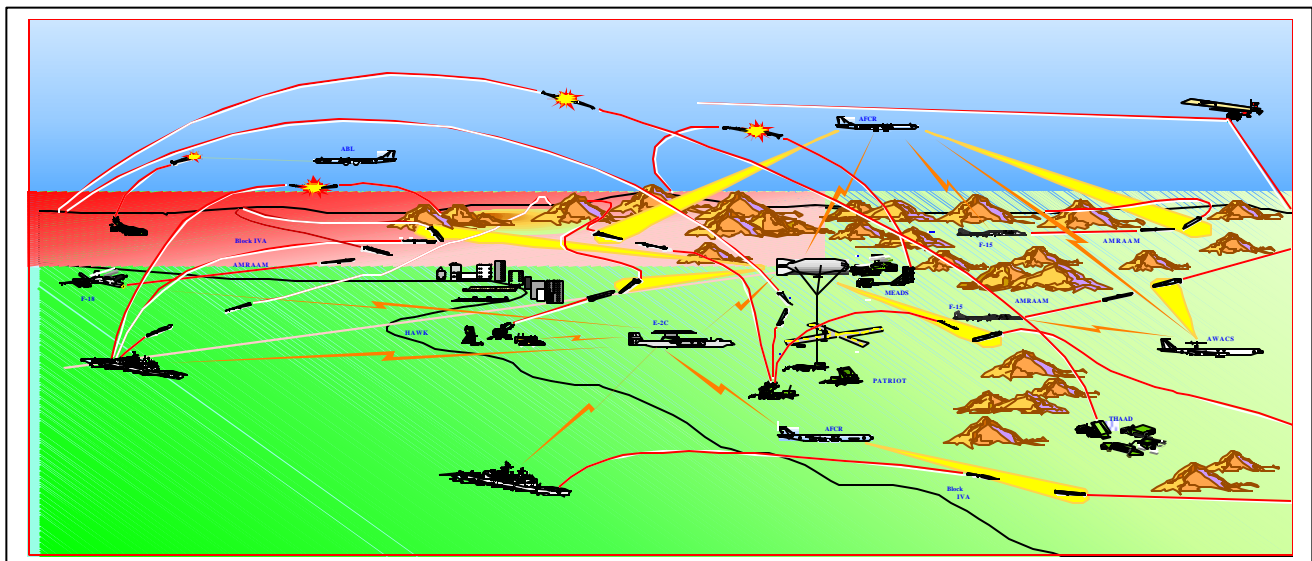 AFCR
ABL
Block IVA
AMRAAM
F-18
F-15
AMRAAM
MEADS
AMRAAM
F-15
HAWK
E-2C
AWACS
PATRIOT
THAAD
AFCR
Block
IVA